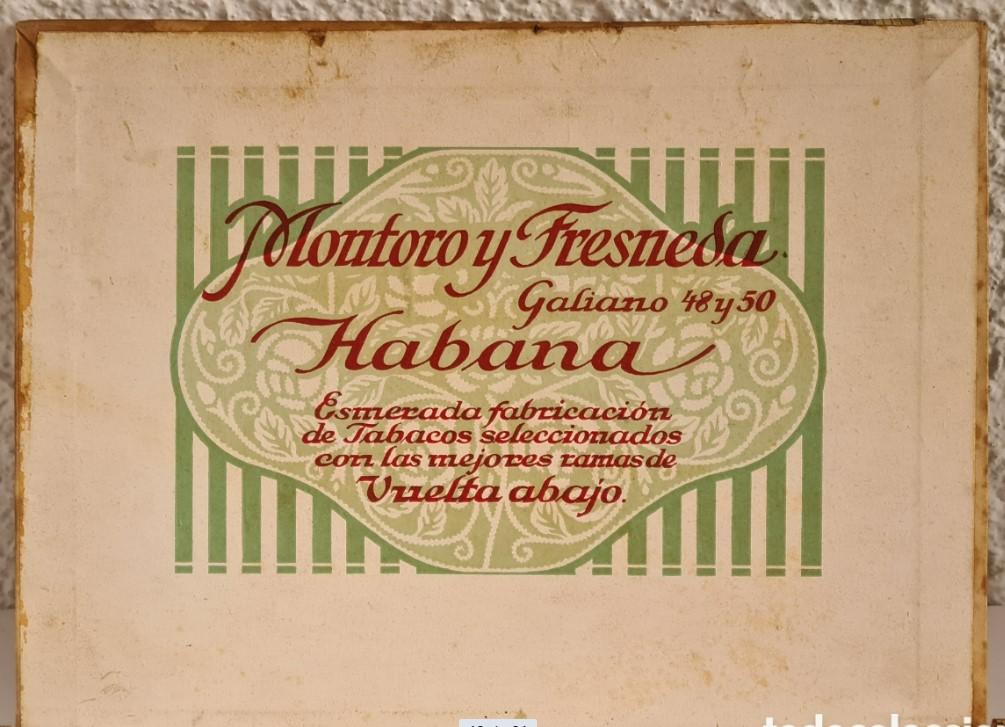 Montoro y Fresneda.
Galiano 48 y 50
Habana
Esmerada fabricación
de Tabacos seleccionados
con las mejores ramas de
Vuelta abajo.